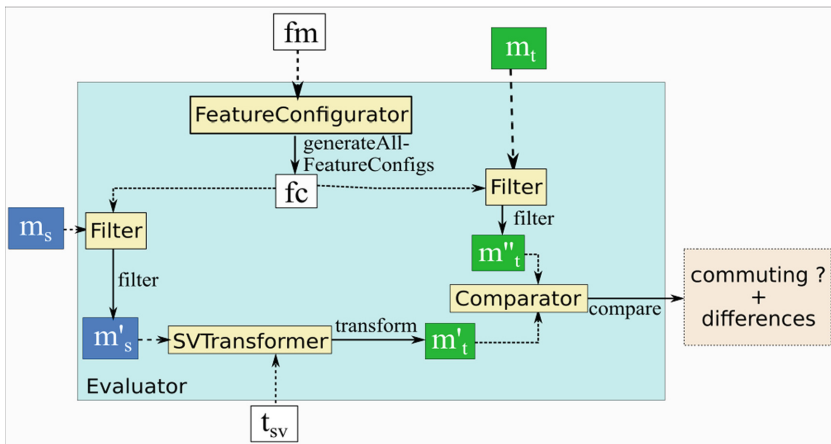 fm
m_t
FeatureConfigurator
generateAll-
FeatureConfigs
fc
Filter
filter
m_s
Filter
filter
m''_t
commuting ?
+
differences
Comparator
compare
m'_s
SVTransformer
transform
m'_t
Evaluator
t_sv